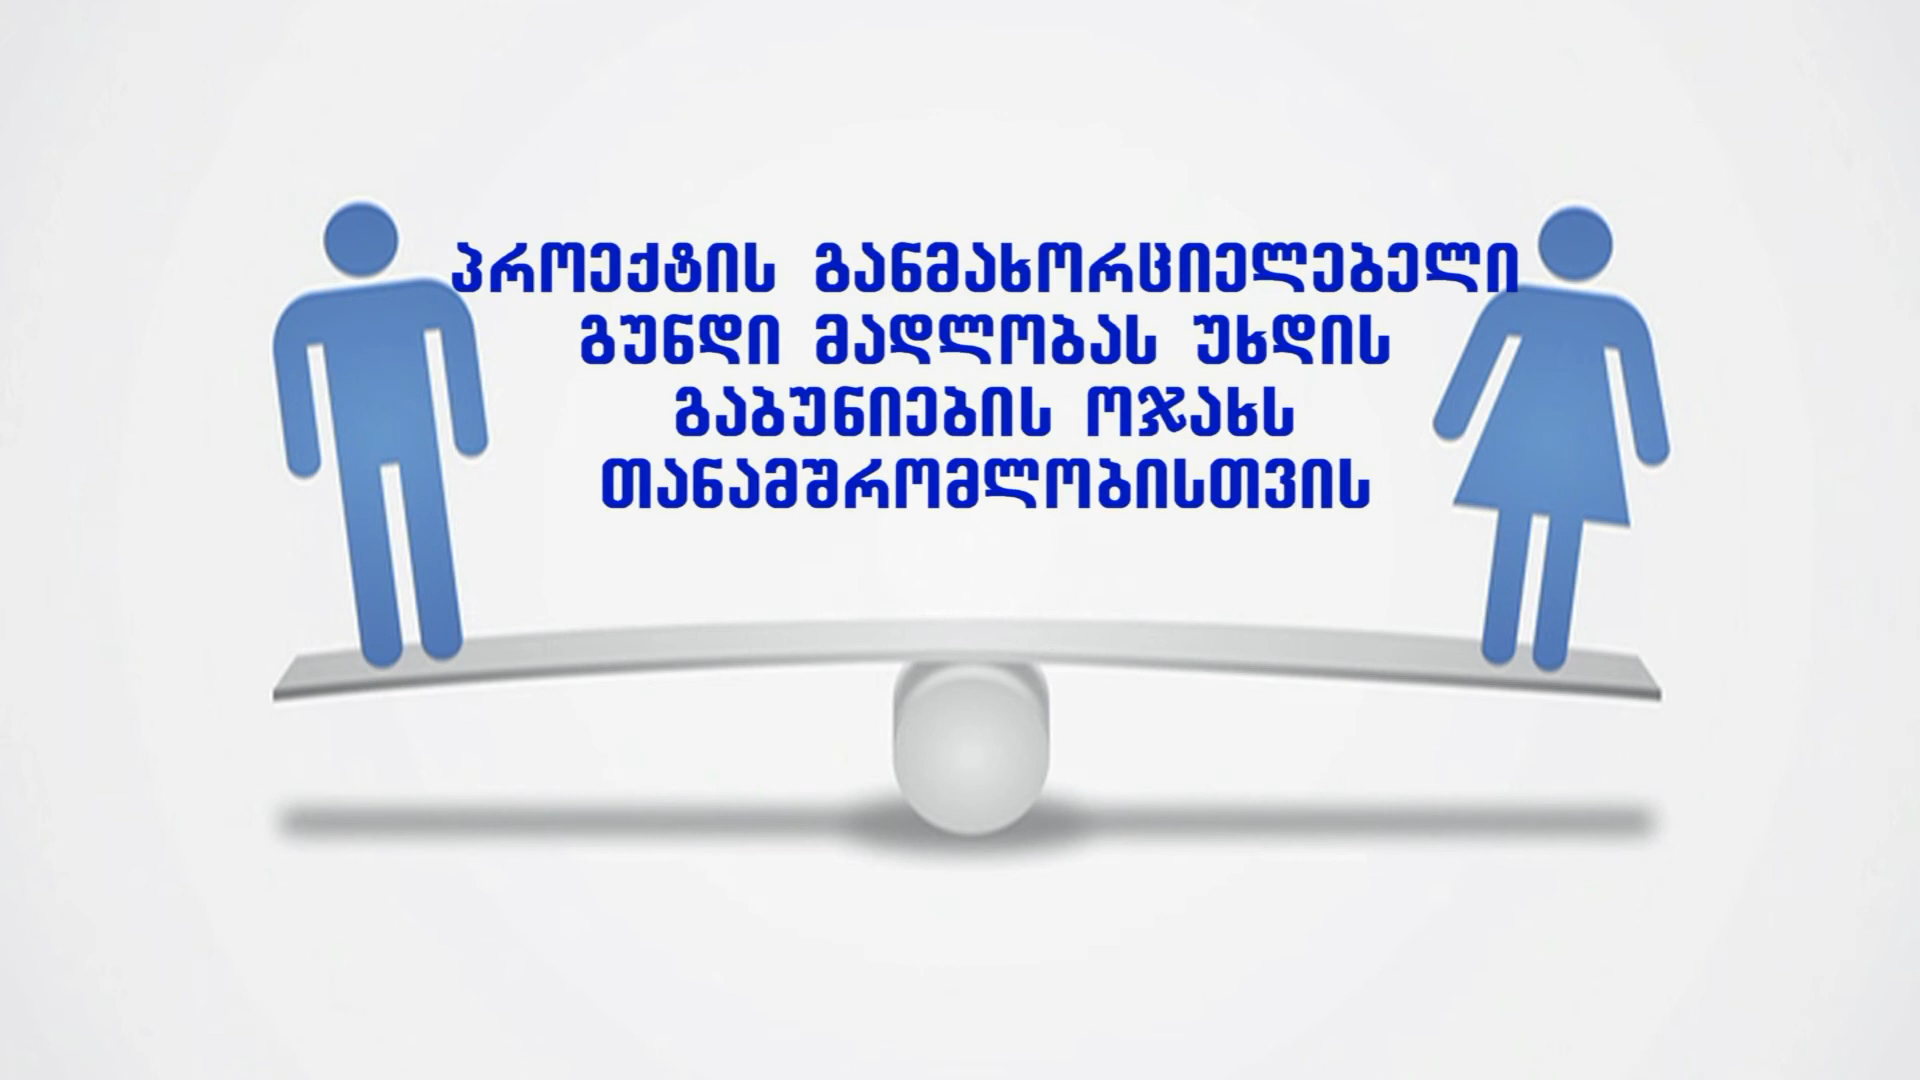 პროექტის განმახორციელებელი
გუნდი მადლობას უხდის
გაბუნიების ოჯახს
თანამშრომლობისთვის